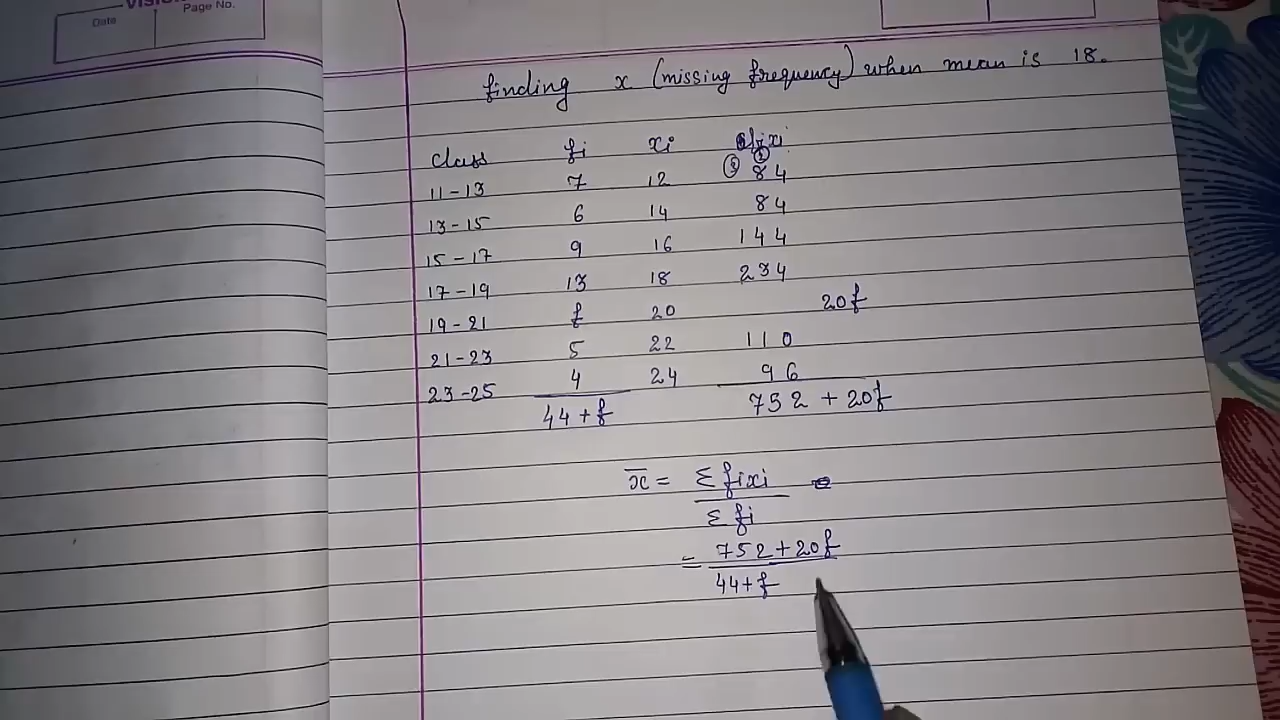 Date
Page No.
finding x (missing frequency) when mean is 18.
class fi xi fixi
11-13 7 12 84
13-15 6 14 84
15-17 9 16 144
17-19 13 18 234
19-21 f 20 20f
21-23 5 22 110
23-25 4 24 96
44+f 752+20f
x̄ = Σfixi
Σfi
= 752+20f
44+f